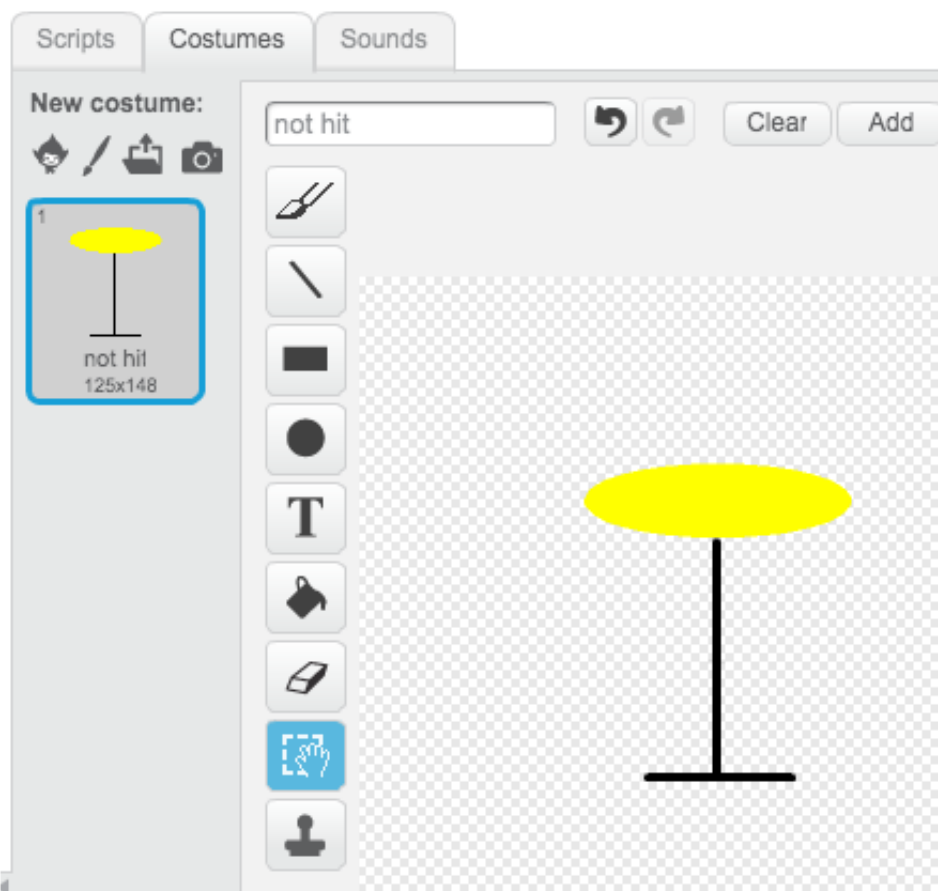 Scripts Costumes Sounds
New costume:
not hit
Clear Add
1
not hit
125x148
T